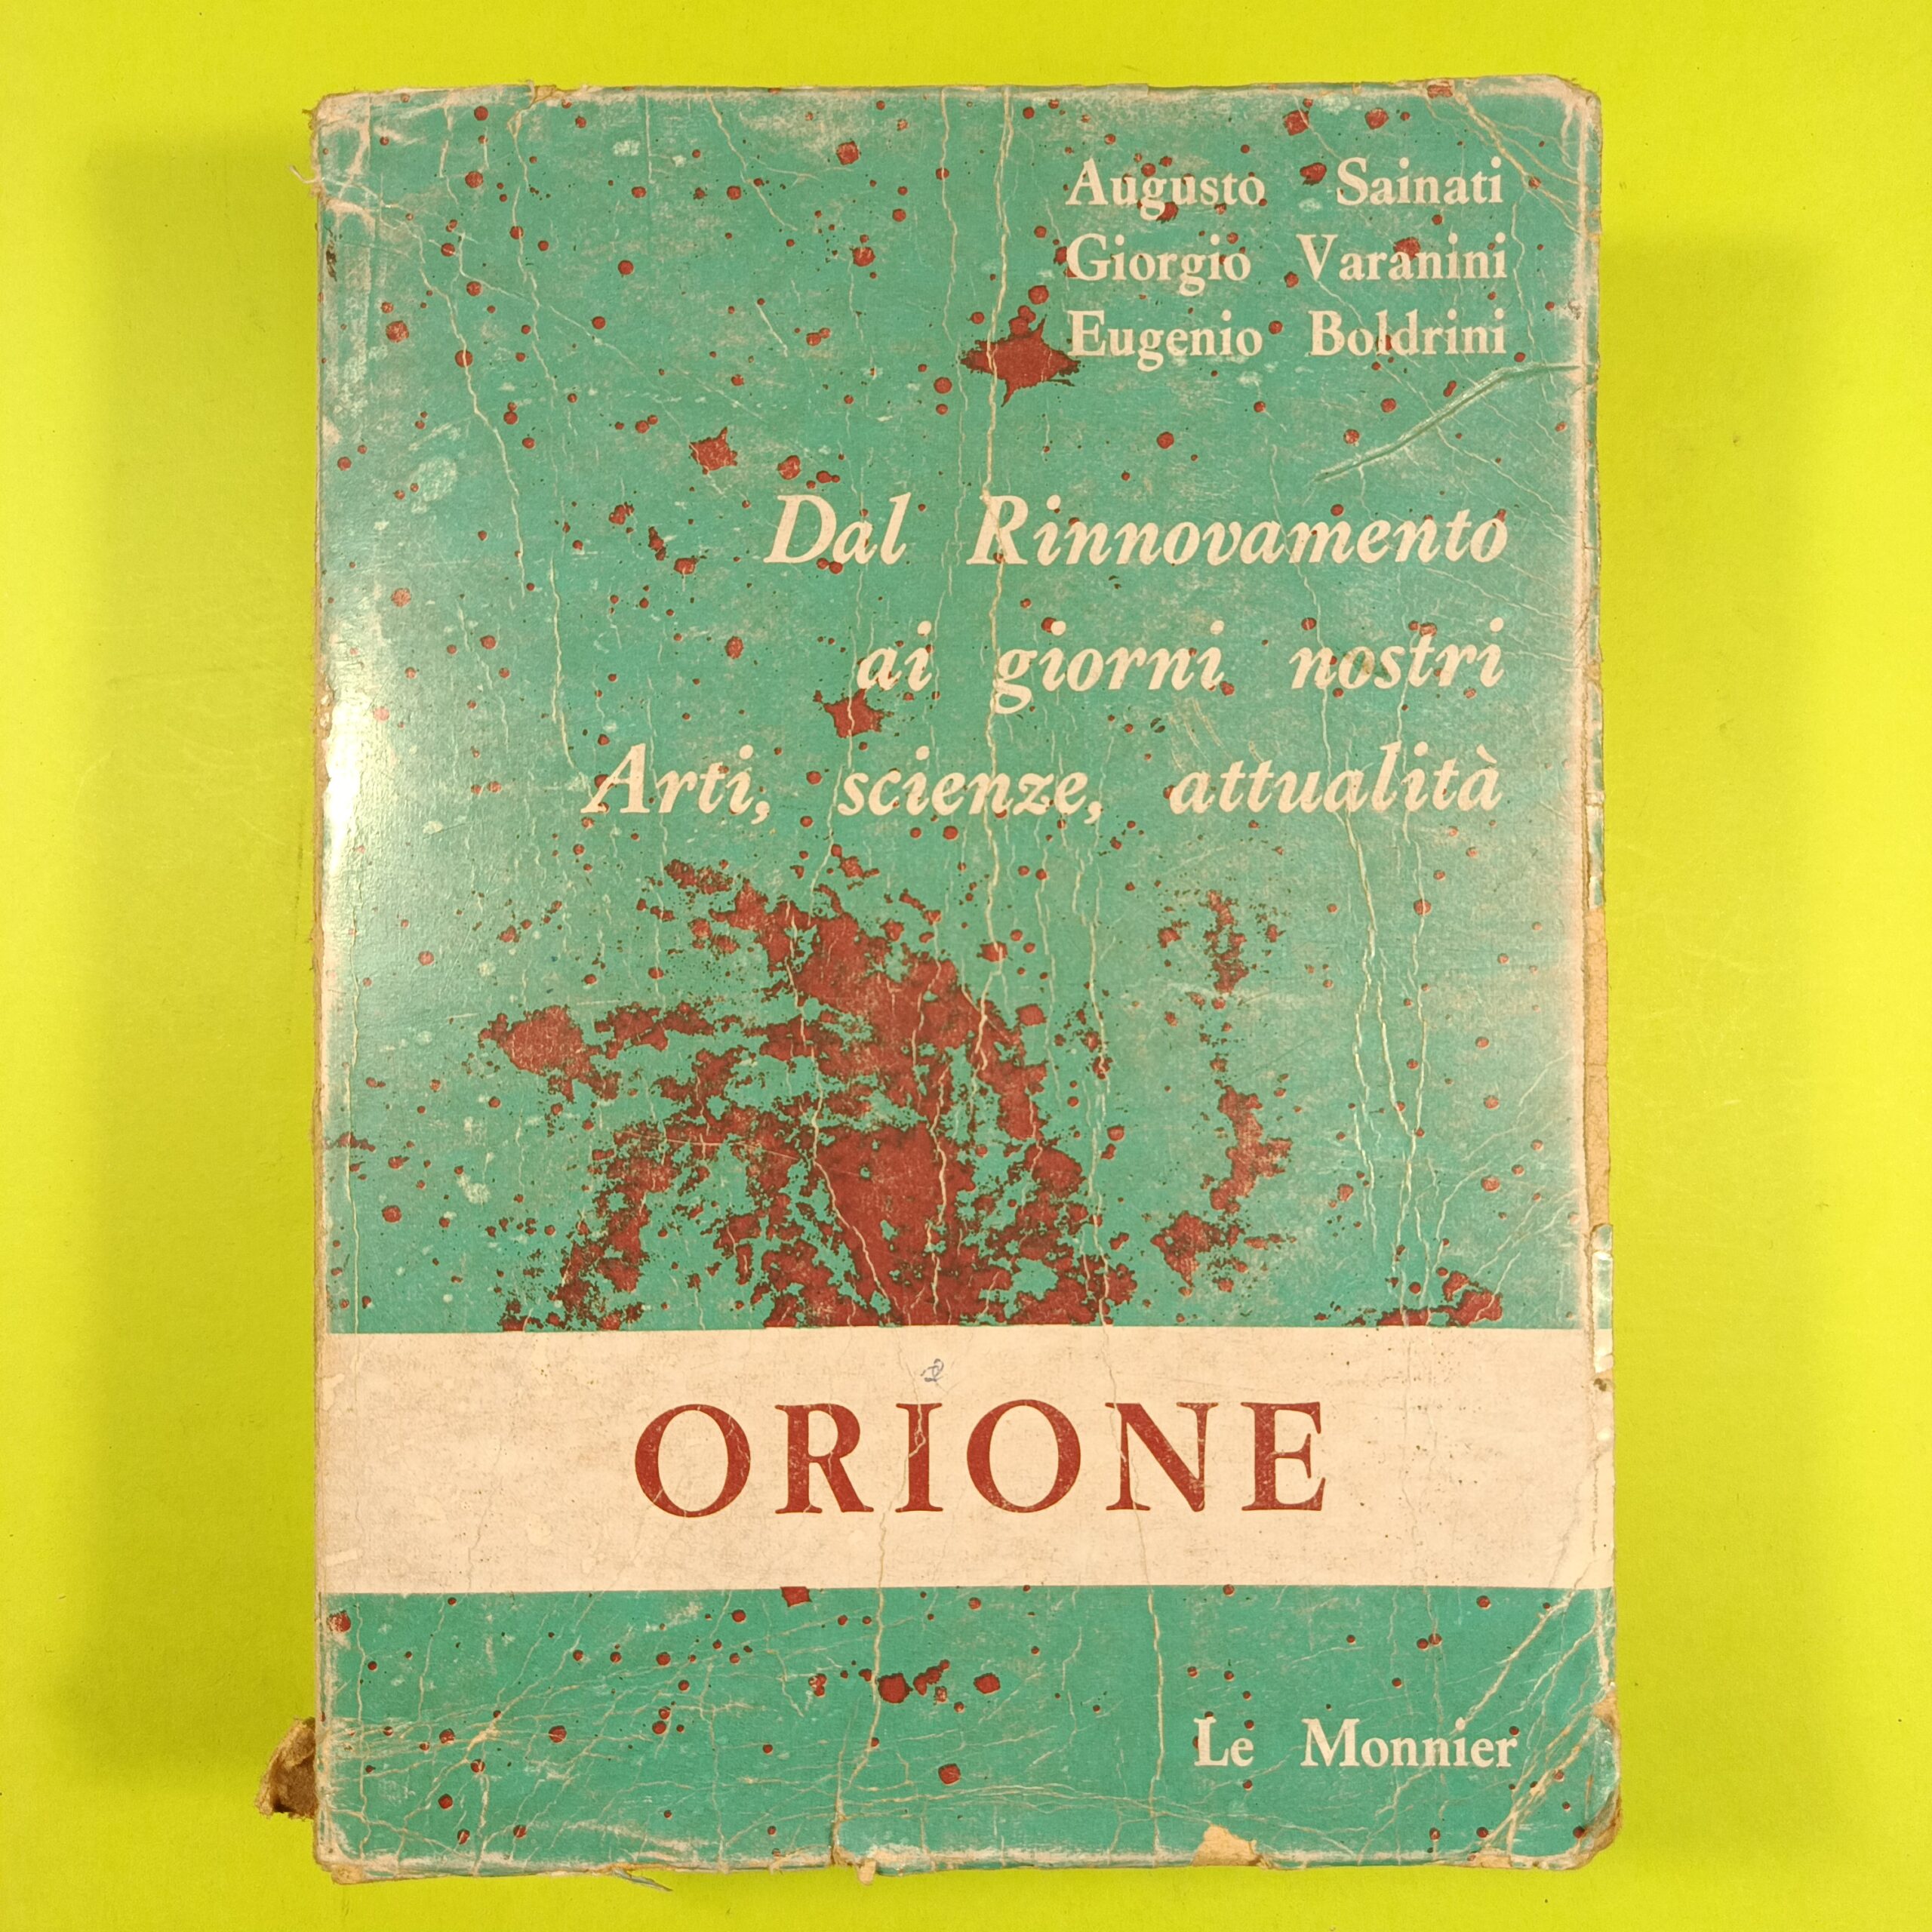 Augusto Sainati
Giorgio Varanini
Eugenio Boldrini
Dal Rinnovamento
ai giorni nostri
Arti, scienze, attualità
ORIONE
Le Monnier